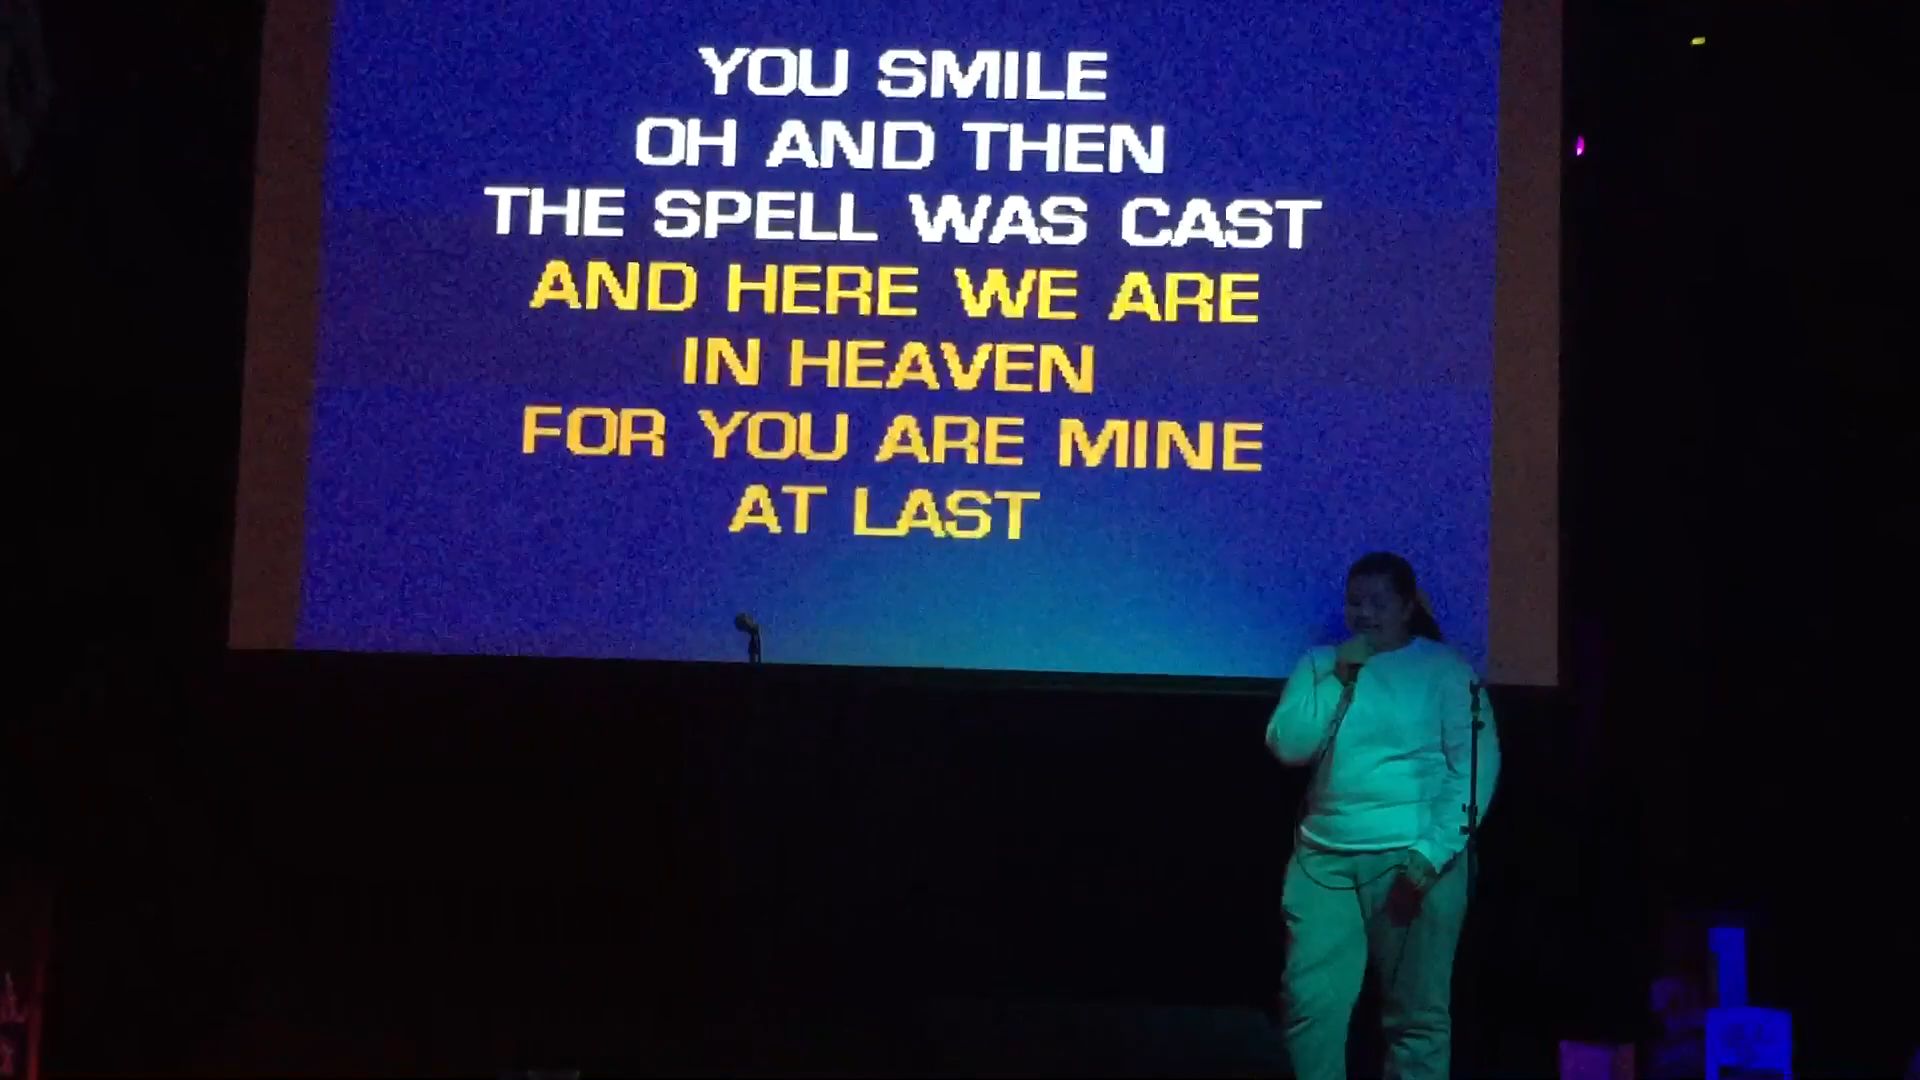 YOU SMILE
OH AND THEN
THE SPELL WAS CAST
AND HERE WE ARE
IN HEAVEN
FOR YOU ARE MINE
AT LAST